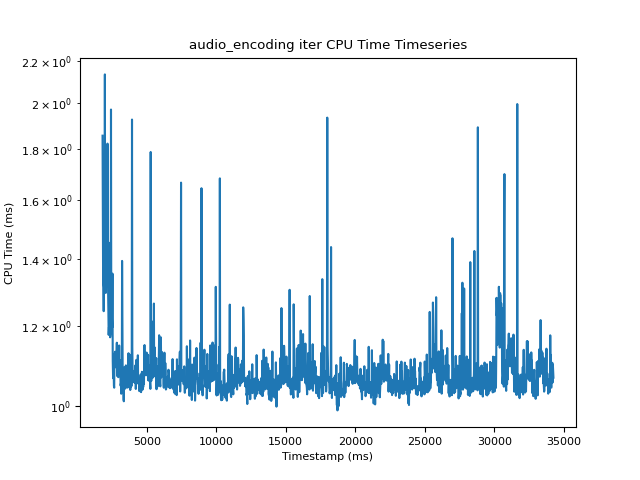 audio_encoding iter CPU Time Timeseries
2.2 × 10⁰
2 × 10⁰
1.8 × 10⁰
1.6 × 10⁰
1.4 × 10⁰
1.2 × 10⁰
10⁰
CPU Time (ms)
5000 10000 15000 20000 25000 30000 35000
Timestamp (ms)